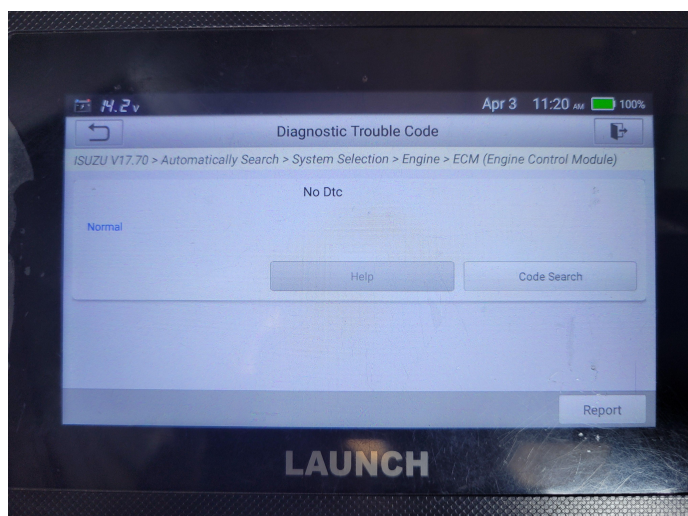 14.2v Apr 3 11:20 AM 100%
Diagnostic Trouble Code
ISUZU V17.70 > Automatically Search > System Selection > Engine > ECM (Engine Control Module)
No Dtc
Normal
Help Code Search
Report
LAUNCH